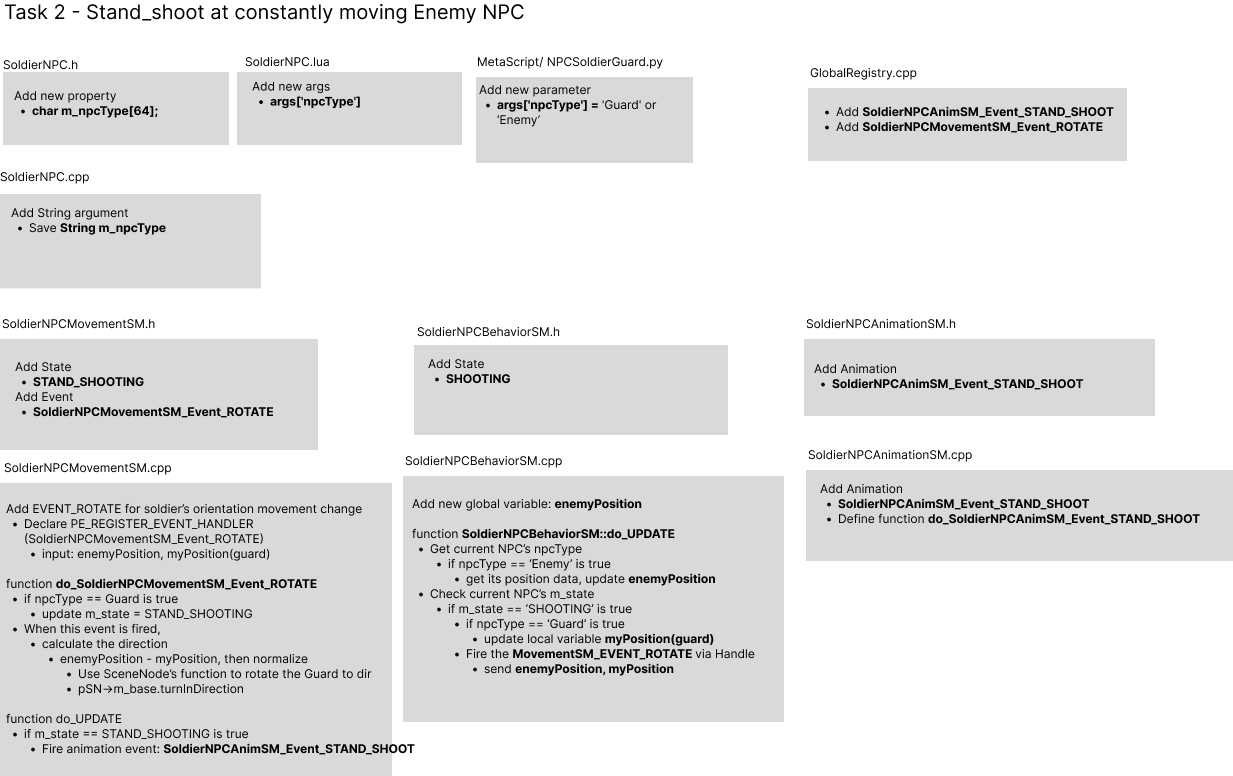 Task 2 - Stand_shoot at constantly moving Enemy NPC
SoldierNPC.h
Add new property
• char m_npcType[64];
SoldierNPC.lua
Add new args
• args['npcType']
MetaScript/ NPCSoldierGuard.py
Add new parameter
• args['npcType'] = 'Guard' or
‘Enemy’
GlobalRegistry.cpp
• Add SoldierNPCAnimSM_Event_STAND_SHOOT
• Add SoldierNPCMovementSM_Event_ROTATE
SoldierNPC.cpp
Add String argument
• Save String m_npcType
SoldierNPCMovementSM.h
Add State
• STAND_SHOOTING
Add Event
• SoldierNPCMovementSM_Event_ROTATE
SoldierNPCBehaviorSM.h
Add State
• SHOOTING
SoldierNPCAnimationSM.h
Add Animation
• SoldierNPCAnimSM_Event_STAND_SHOOT
SoldierNPCMovementSM.cpp
Add EVENT_ROTATE for soldier’s orientation movement change
• Declare PE_REGISTER_EVENT_HANDLER
(SoldierNPCMovementSM_Event_ROTATE)
• input: enemyPosition, myPosition(guard)
function do_SoldierNPCMovementSM_Event_ROTATE
• if npcType == Guard is true
• update m_state = STAND_SHOOTING
• When this event is fired,
• calculate the direction
• enemyPosition - myPosition, then normalize
• Use SceneNode’s function to rotate the Guard to dir
• pSN->m_base.turnInDirection
function do_UPDATE
• if m_state == STAND_SHOOTING is true
• Fire animation event: SoldierNPCAnimSM_Event_STAND_SHOOT
SoldierNPCBehaviorSM.cpp
Add new global variable: enemyPosition
function SoldierNPCBehaviorSM::do_UPDATE
• Get current NPC’s npcType
• if npcType == ‘Enemy’ is true
• get its position data, update enemyPosition
• Check current NPC’s m_state
• if m_state == ‘SHOOTING’ is true
• if npcType == ‘Guard’ is true
• update local variable myPosition(guard)
• Fire the MovementSM_EVENT_ROTATE via Handle
• send enemyPosition, myPosition
SoldierNPCAnimationSM.cpp
Add Animation
• SoldierNPCAnimSM_Event_STAND_SHOOT
• Define function do_SoldierNPCAnimSM_Event_STAND_SHOOT